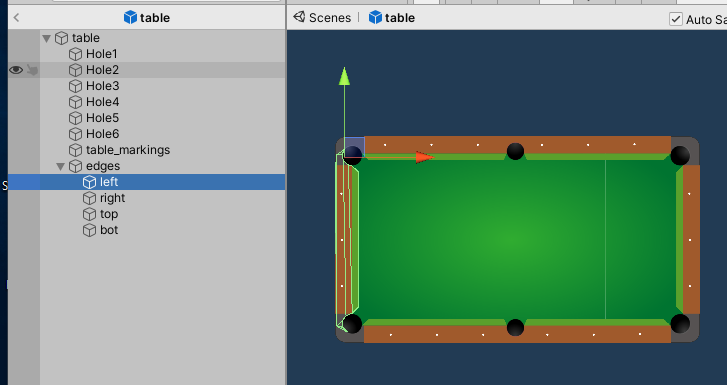 table
Scenes
table
Auto Sa
table
Hole1
Hole2
Hole3
Hole4
Hole5
Hole6
table_markings
edges
left
right
top
bot
S